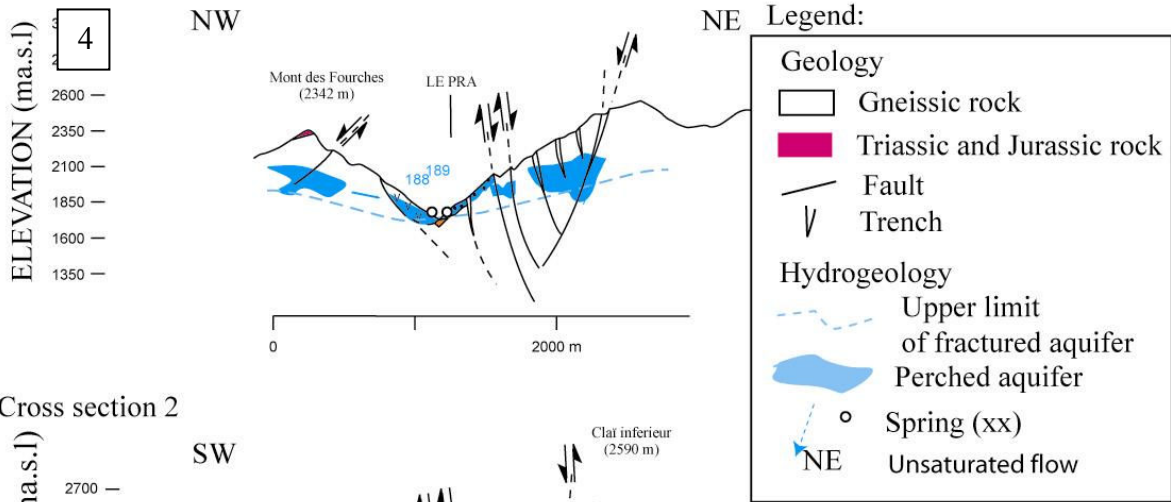 4
NW
NE
Legend:
ELEVATION (ma.s.l)
2600
2350
2100
1850
1600
1350
Mont des Fourches
(2342 m)
LE PRA
188
189
0
2000 m
Geology
Gneissic rock
Triassic and Jurassic rock
Fault
Trench
Hydrogeology
Upper limit
of fractured aquifer
Perched aquifer
Spring (xx)
NE
Unsaturated flow
Cross section 2
SW
Claï inferieur
(2590 m)
2700